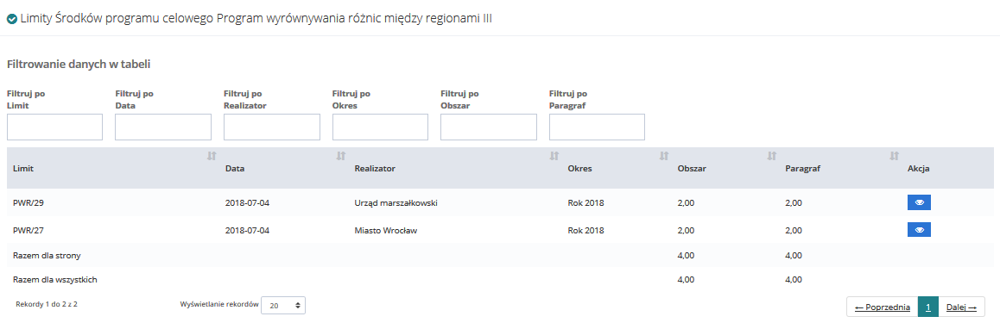 Limity Środków programu celowego Program wyrównywania różnic między regionami III
Filtrowanie danych w tabeli
Filtruj po Limit
Filtruj po Data
Filtruj po Realizator
Filtruj po Okres
Filtruj po Obszar
Filtruj po Paragraf
Limit Data Realizator Okres Obszar Paragraf Akcja
PWR/29 2018-07-04 Urząd marszałkowski Rok 2018 2,00 2,00
PWR/27 2018-07-04 Miasto Wrocław Rok 2018 2,00 2,00
Razem dla strony 4,00 4,00
Razem dla wszystkich 4,00 4,00
Rekordy 1 do 2 z 2 Wyświetlanie rekordów 20 ← Poprzednia 1 Dalej →